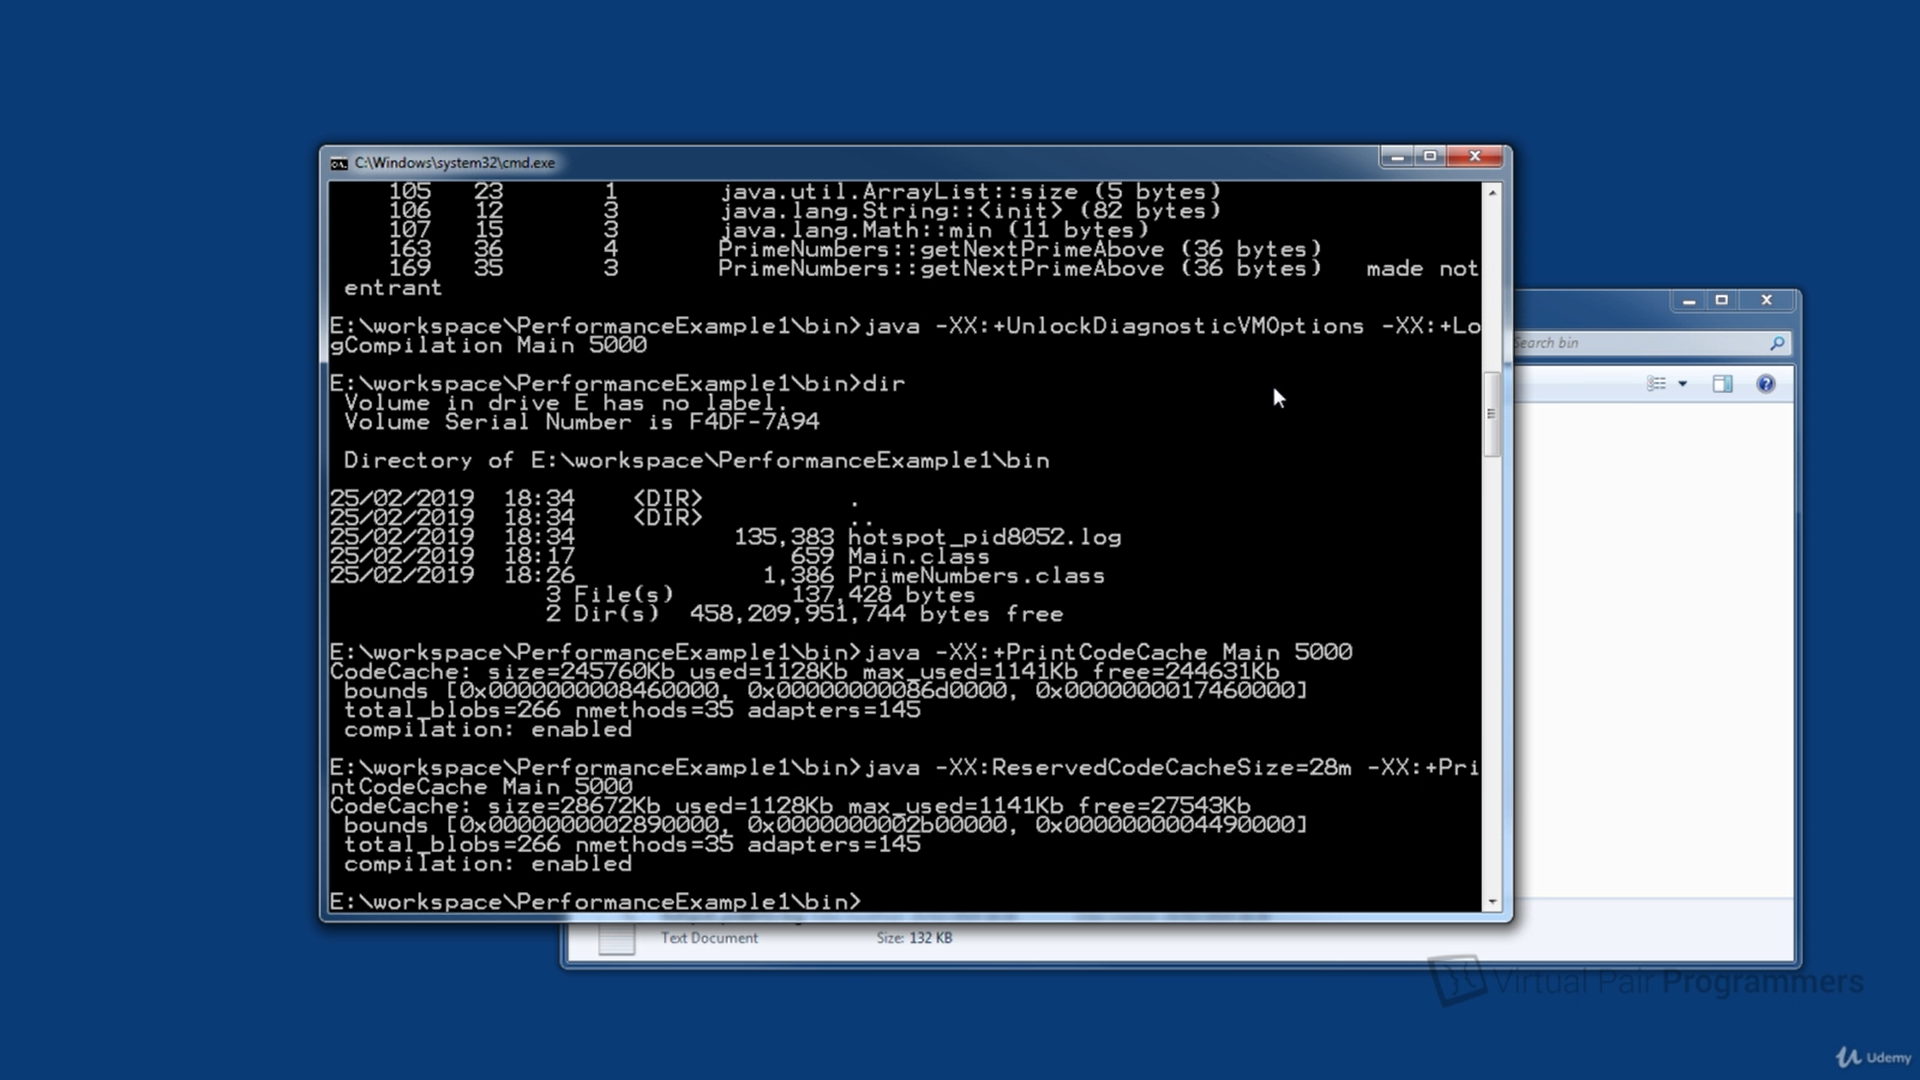 C:\Windows\system32\cmd.exe
105 23 1 java.util.ArrayList::size (5 bytes)
106 12 3 java.lang.String::<init> (82 bytes)
107 15 3 java.lang.Math::min (11 bytes)
163 36 4 PrimeNumbers::getNextPrimeAbove (36 bytes)
169 35 3 PrimeNumbers::getNextPrimeAbove (36 bytes) made not
entrant
E:\workspace\PerformanceExample1\bin>java -XX:+UnlockDiagnosticVMOptions -XX:+Lo
gCompilation Main 5000
E:\workspace\PerformanceExample1\bin>dir
Volume in drive E has no label.
Volume Serial Number is F4DF-7A94
Directory of E:\workspace\PerformanceExample1\bin
25/02/2019 18:34 <DIR> .
25/02/2019 18:34 <DIR> ..
25/02/2019 18:34 135,383 hotspot_pid8052.log
25/02/2019 18:17 659 Main.class
25/02/2019 18:26 1,386 PrimeNumbers.class
3 File(s) 137,428 bytes
2 Dir(s) 458,209,951,744 bytes free
E:\workspace\PerformanceExample1\bin>java -XX:+PrintCodeCache Main 5000
CodeCache: size=245760Kb used=1128Kb max_used=1141Kb free=244631Kb
bounds [0x0000000008460000, 0x00000000086d0000, 0x0000000017460000]
total_blobs=266 nmethods=35 adapters=145
compilation: enabled
E:\workspace\PerformanceExample1\bin>java -XX:ReservedCodeCacheSize=28m -XX:+Pri
ntCodeCache Main 5000
CodeCache: size=28672Kb used=1128Kb max_used=1141Kb free=27543Kb
bounds [0x0000000002890000, 0x0000000002b00000, 0x0000000004490000]
total_blobs=266 nmethods=35 adapters=145
compilation: enabled
E:\workspace\PerformanceExample1\bin>
Search bin
Text Document Size: 132 KB
Virtual Pair Programmers
Udemy